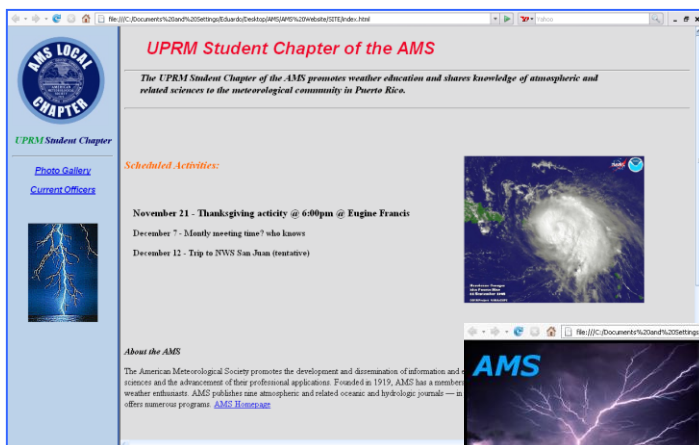 file:///C:/Documents%20and%20Settings/Eduardo/Desktop/AMS/AMS%20Website/SITE/index.html
Yahoo
AMS LOCAL
CHAPTER
UPRM Student Chapter
Photo Gallery
Current Officers
UPRM Student Chapter of the AMS
The UPRM Student Chapter of the AMS promotes weather education and shares knowledge of atmospheric and
related sciences to the meteorological community in Puerto Rico.
Scheduled Activities:
November 21 - Thanksgiving acticity @ 6:00pm @ Eugine Francis
December 7 - Montly meeting time? who knows
December 12 - Trip to NWS San Juan (tentative)
About the AMS
The American Meteorological Society promotes the development and dissemination of information and
sciences and the advancement of their professional applications. Founded in 1919, AMS has a members
weather enthusiasts. AMS publishes nine atmospheric and related oceanic and hydrologic journals — in
offers numerous programs. AMS Homepage
file:///C:/Documents%20and%20Settings
AMS